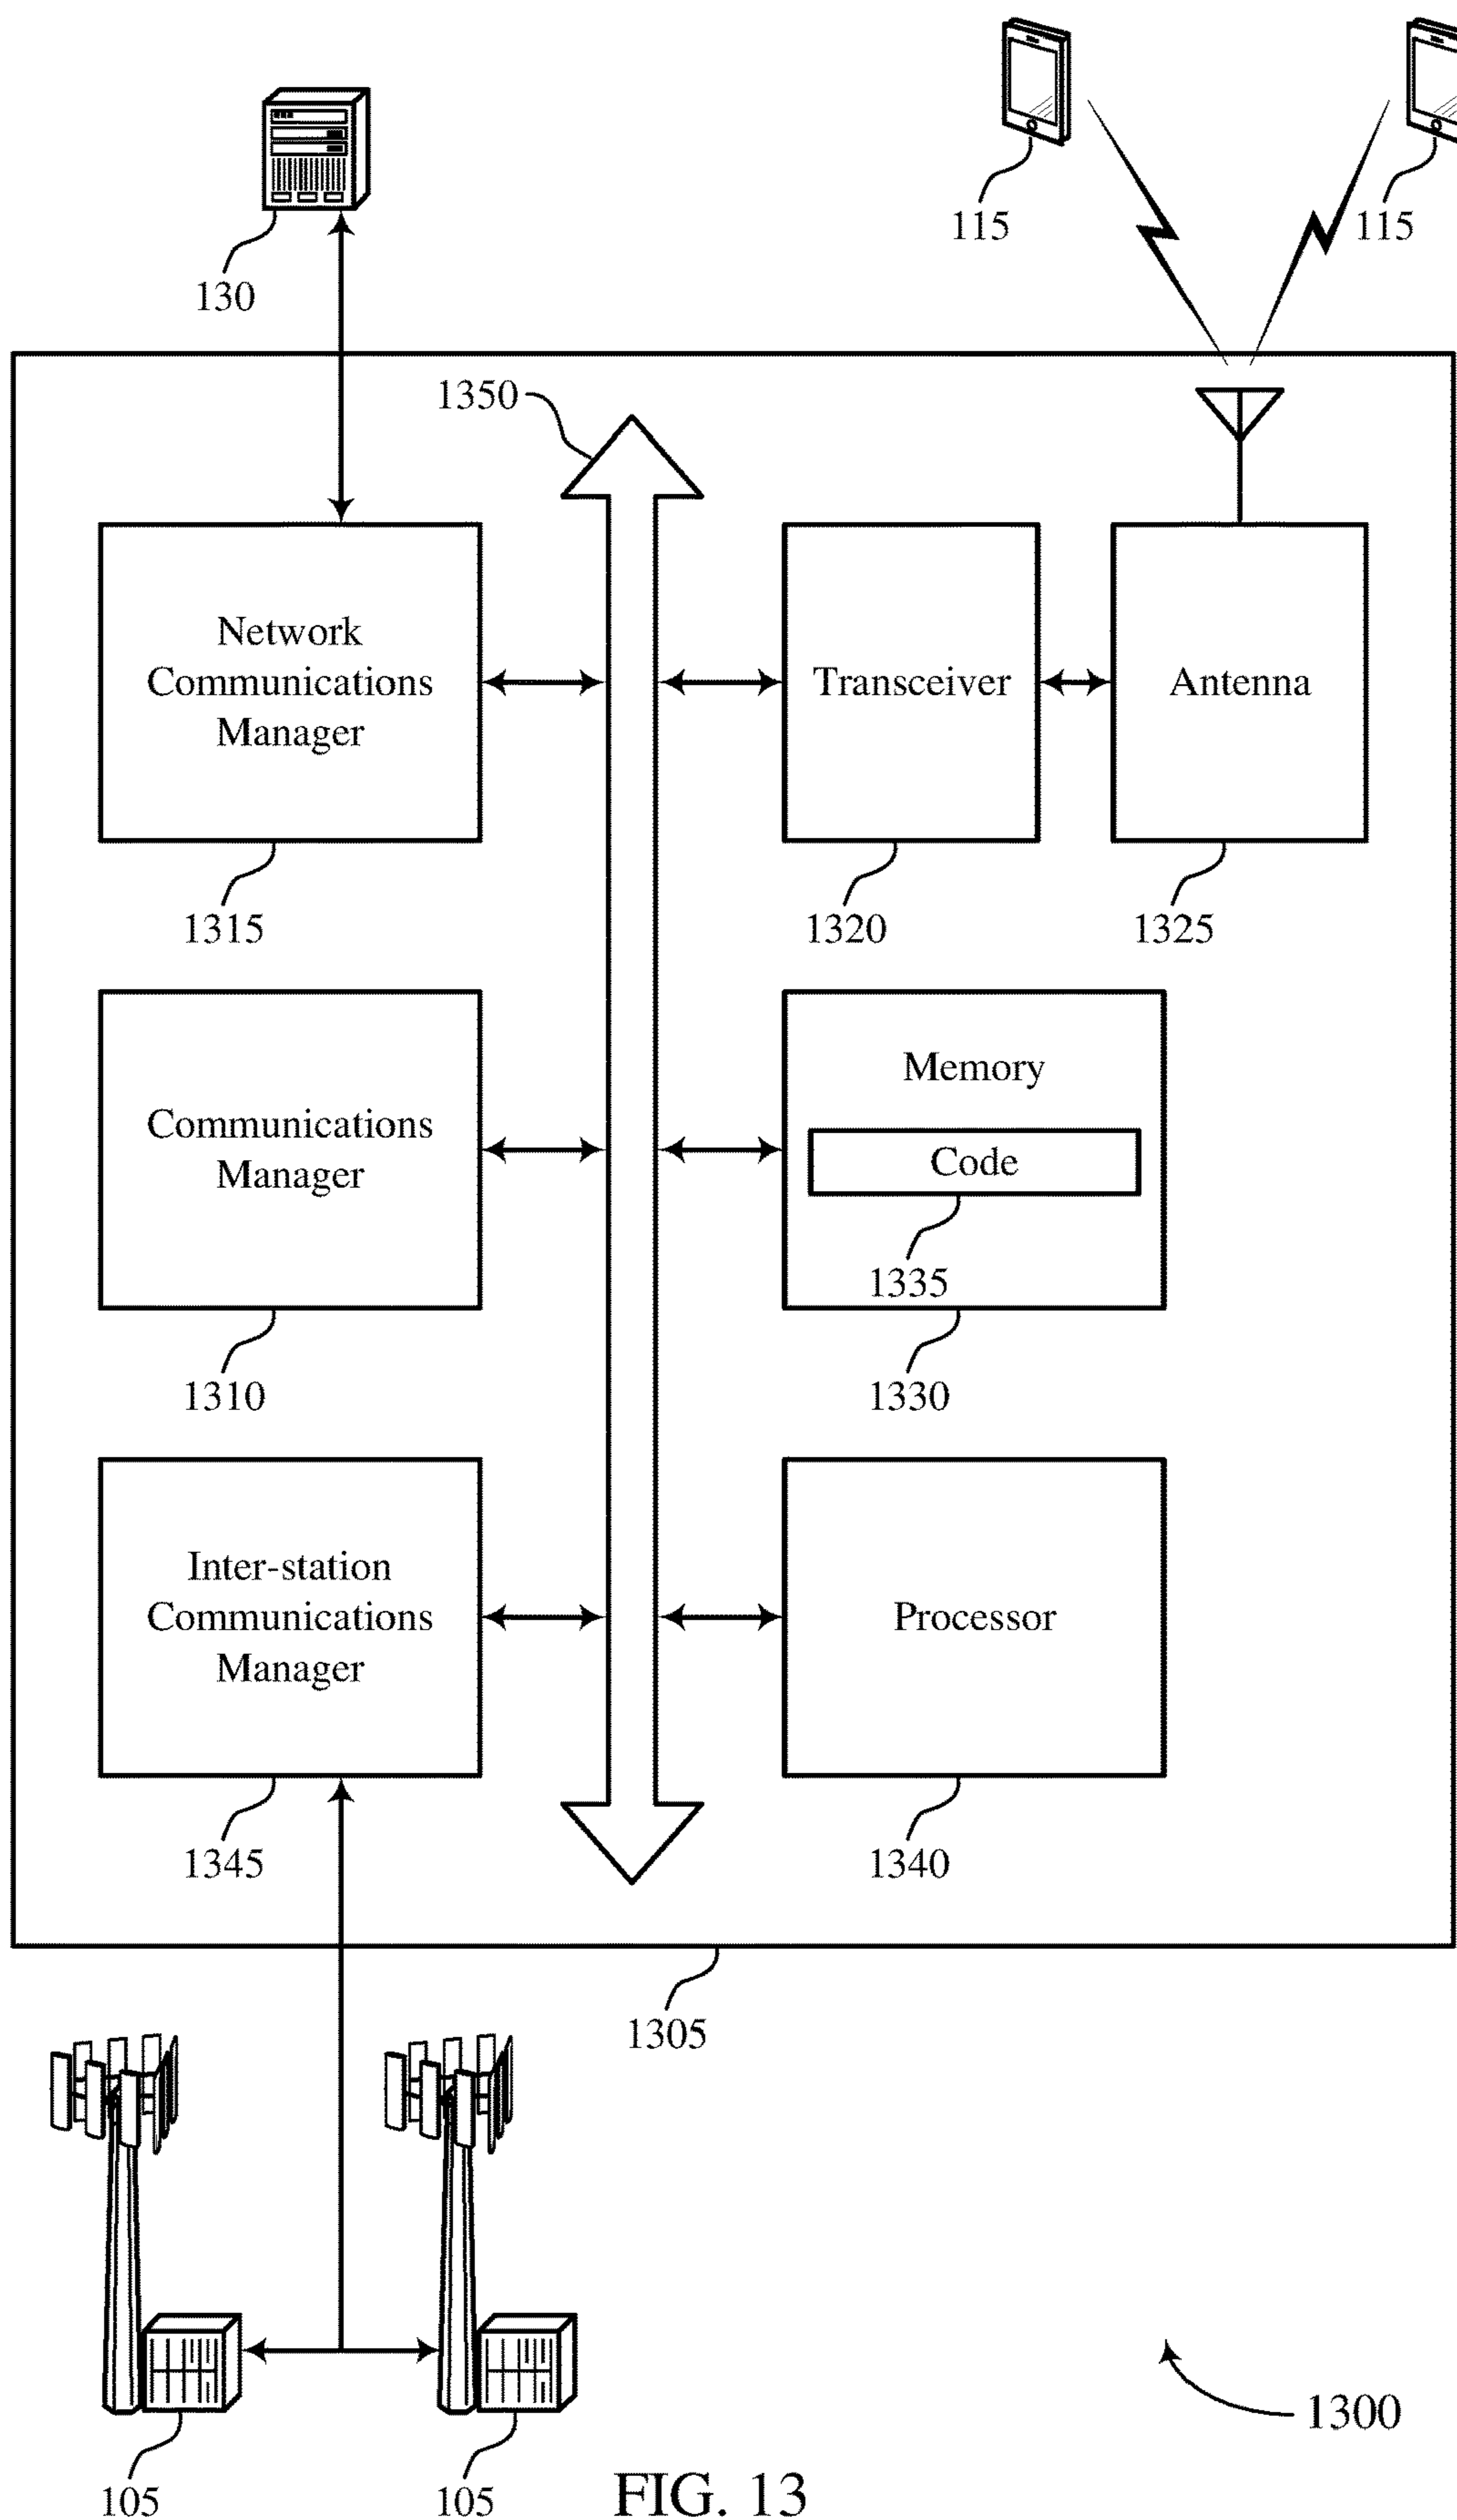 115
115
130
1350
Network
Communications
Manager
Transceiver
Antenna
1315
1320
1325
Communications
Manager
Memory
Code
1335
1310
1330
Inter-station
Communications
Manager
Processor
1345
1340
1305
1300
105
105
FIG. 13